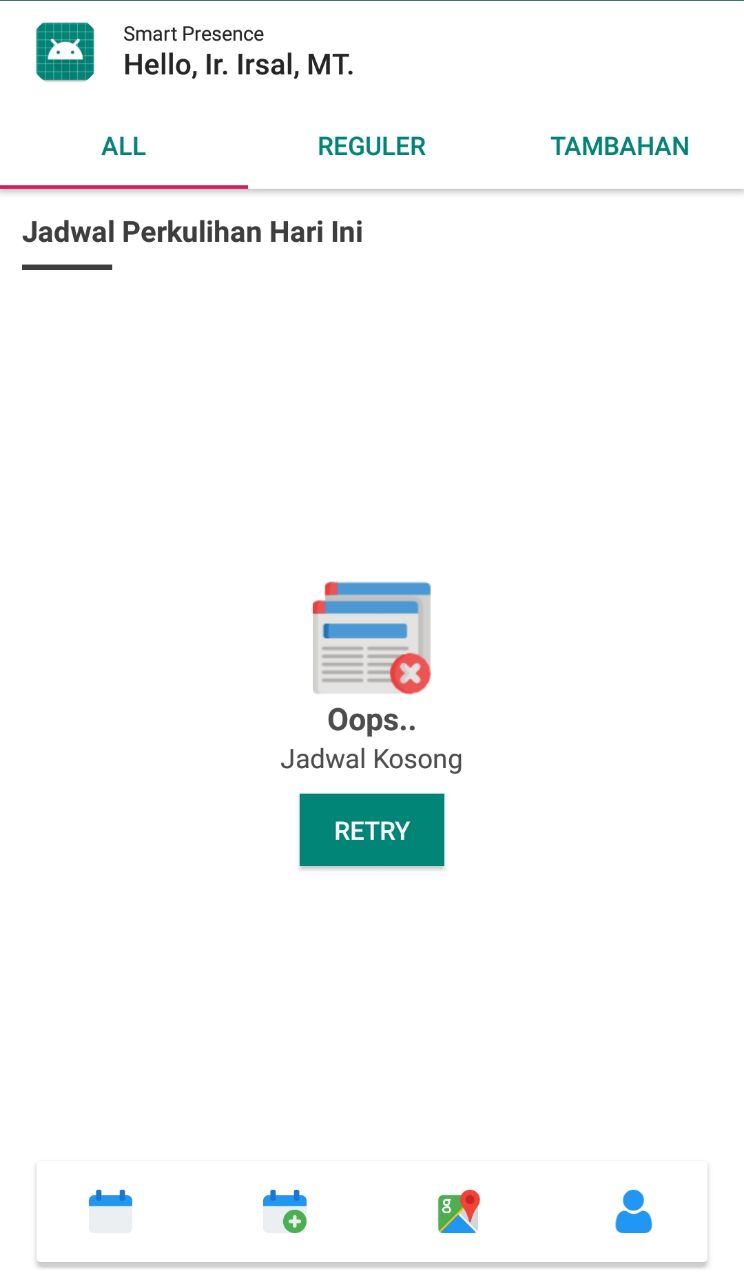 Smart Presence
Hello, Ir. Irsal, MT.
ALL REGULER TAMBAHAN
Jadwal Perkulihan Hari Ini
Oops..
Jadwal Kosong
RETRY
g